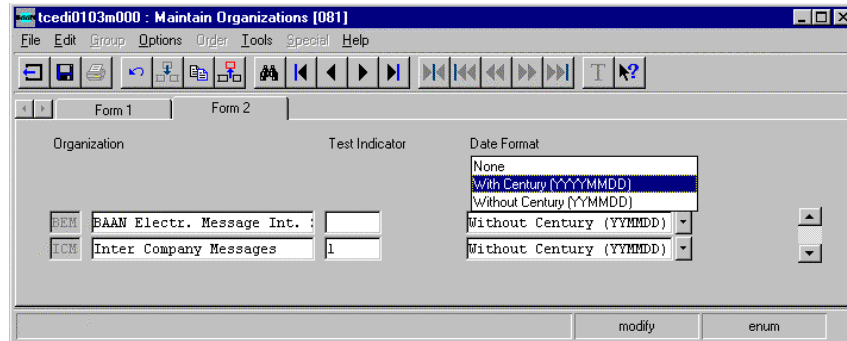 tcedi0103m000 : Maintain Organizations [081]
File Edit Group Options Order Tools Special Help
Form 1 Form 2
Organization Test Indicator Date Format
None
With Century (YYYYMMDD)
Without Century (YYMMDD)
BEM BAAN Electr. Message Int. Without Century (YYMMDD)
ICM Inter Company Messages 1 Without Century (YYMMDD)
modify enum